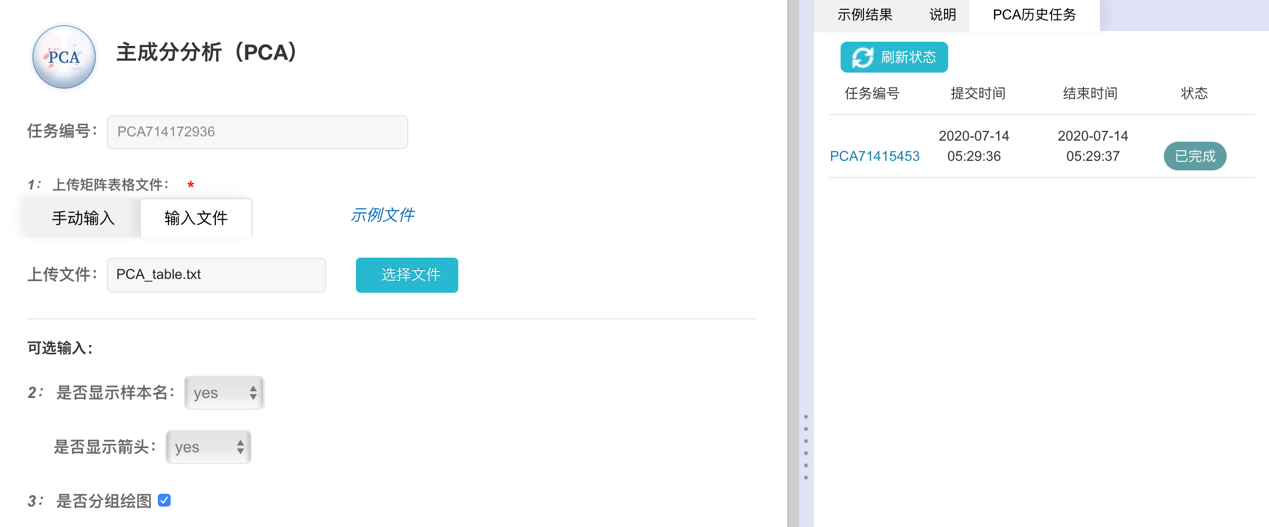 PCA
主成分分析（PCA）
任务编号：
PCA714172936
1： 上传矩阵表格文件： *
手动输入
输入文件
示例文件
上传文件：
PCA_table.txt
选择文件
可选输入：
2： 是否显示样本名：
yes
是否显示箭头：
yes
3： 是否分组绘图
示例结果
说明
PCA历史任务
刷新状态
任务编号
提交时间
结束时间
状态
PCA71415453
2020-07-14
05:29:36
2020-07-14
05:29:37
已完成